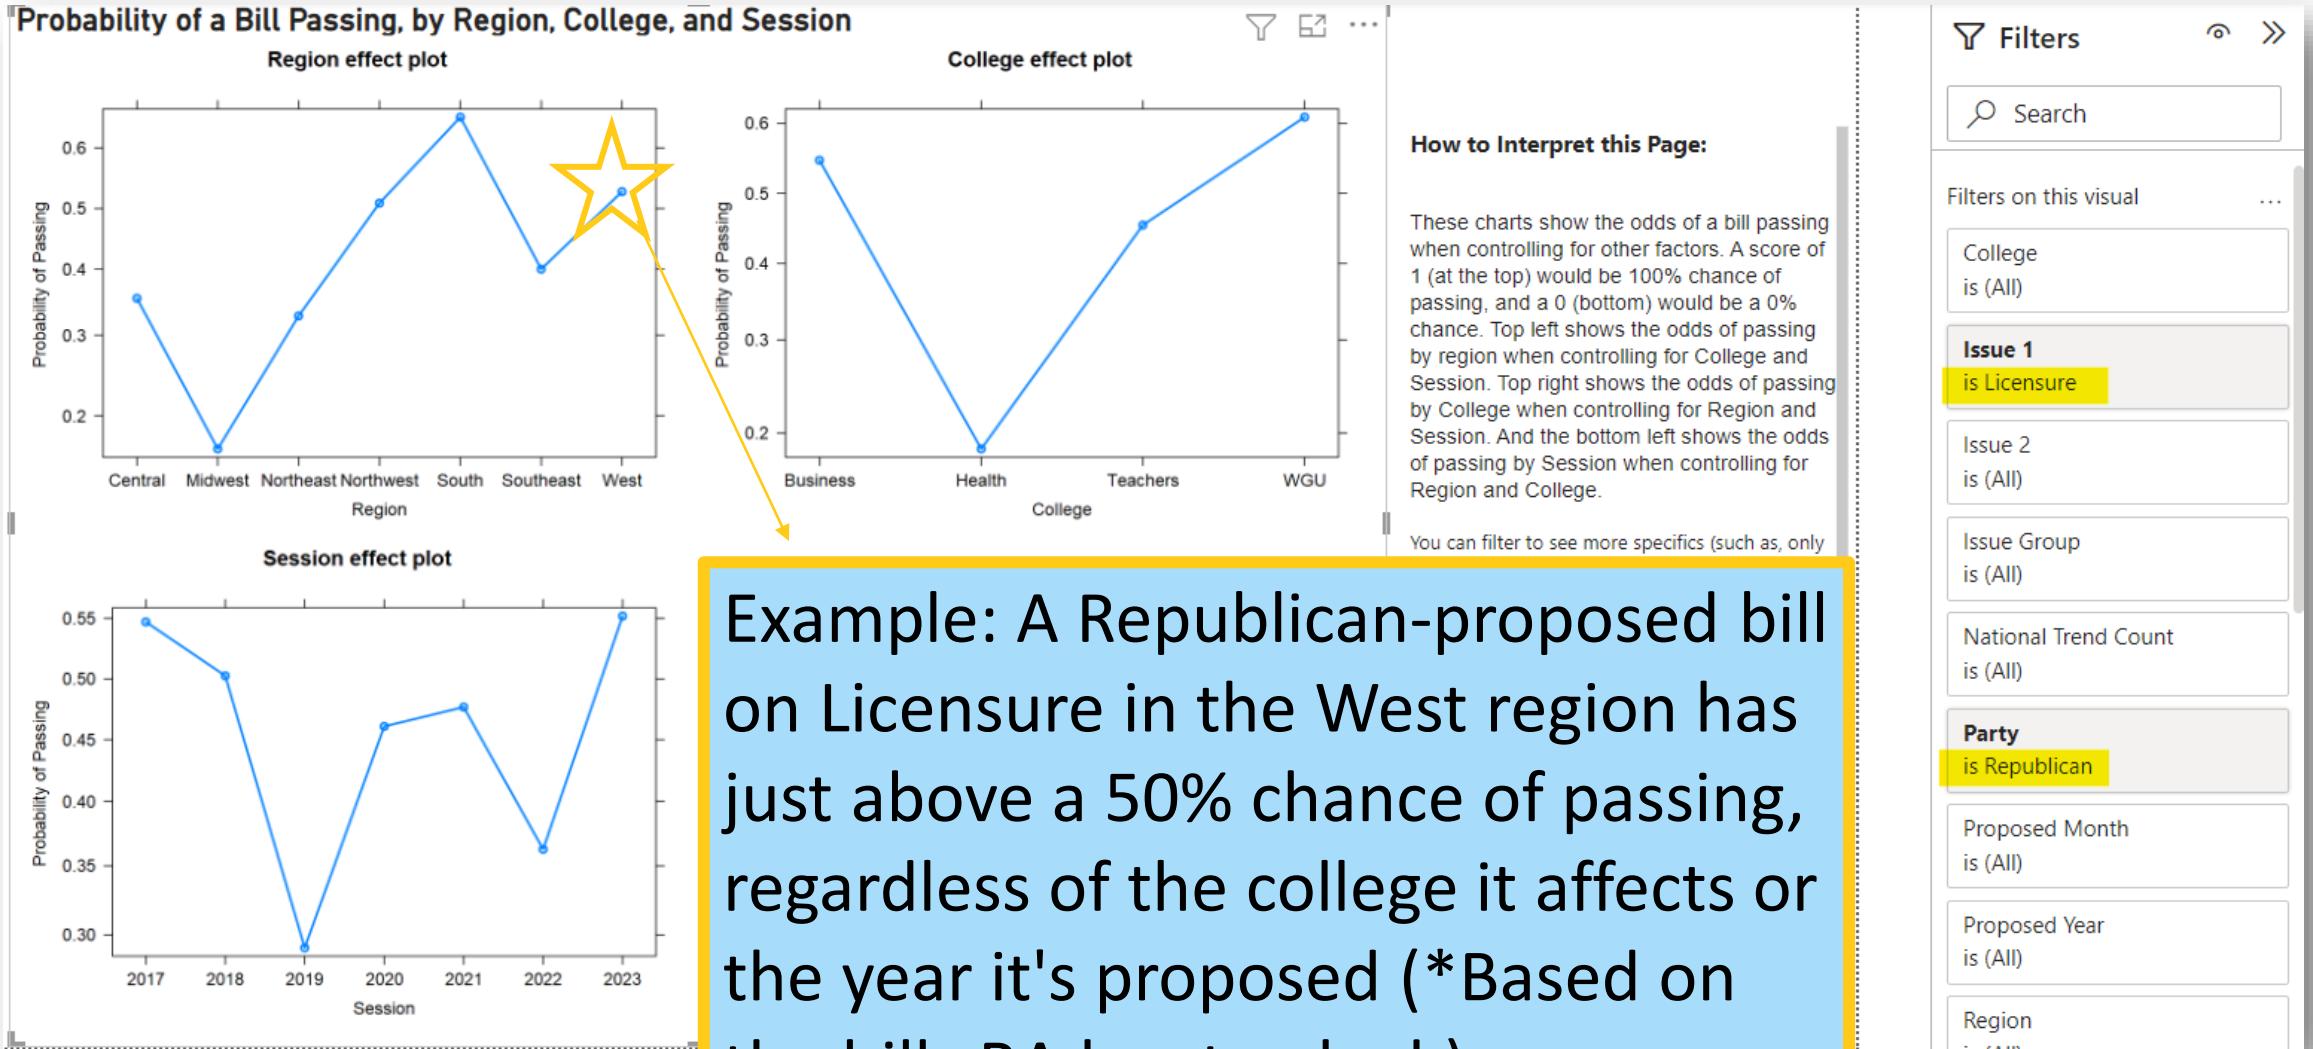 Probability of a Bill Passing, by Region, College, and Session
Region effect plot
Probability of Passing
0.6
0.5
0.4
0.3
0.2
Central Midwest Northeast Northwest South Southeast West
Region
College effect plot
Probability of Passing
0.6
0.5
0.4
0.3
0.2
Business Health Teachers WGU
College
Session effect plot
Probability of Passing
0.55
0.50
0.45
0.40
0.35
0.30
2017 2018 2019 2020 2021 2022 2023
Session
How to Interpret this Page:
These charts show the odds of a bill passing
when controlling for other factors. A score of
1 (at the top) would be 100% chance of
passing, and a 0 (bottom) would be a 0%
chance. Top left shows the odds of passing
by region when controlling for College and
Session. Top right shows the odds of passing
by College when controlling for Region and
Session. And the bottom left shows the odds
of passing by Session when controlling for
Region and College.
You can filter to see more specifics (such as, only
Example: A Republican-proposed bill
on Licensure in the West region has
just above a 50% chance of passing,
regardless of the college it affects or
the year it's proposed (*Based on
Filters
Search
Filters on this visual
...
College
is (All)
Issue 1
is Licensure
Issue 2
is (All)
Issue Group
is (All)
National Trend Count
is (All)
Party
is Republican
Proposed Month
is (All)
Proposed Year
is (All)
Region